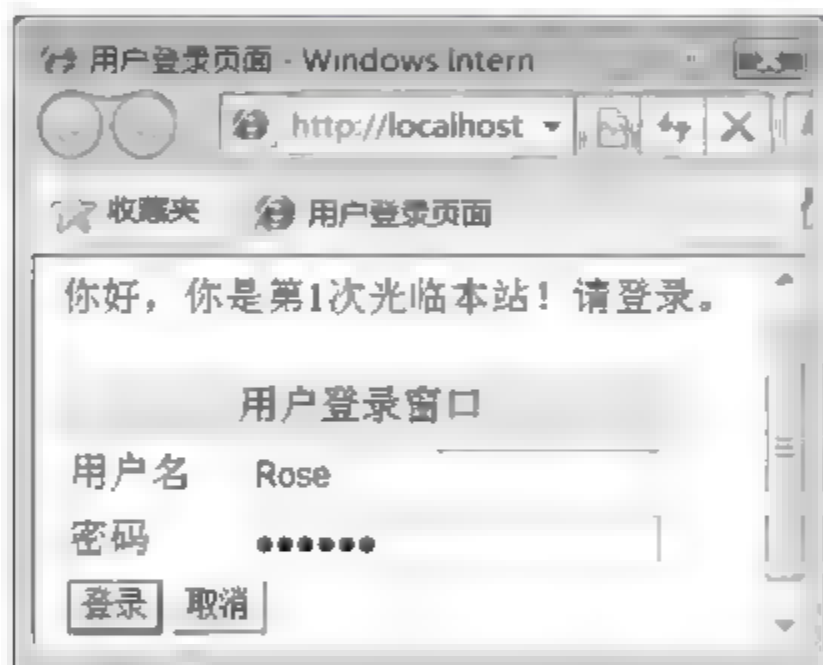 用户登录页面 - Windows Intern
http://localhost
收藏夹 用户登录页面
你好，你是第1次光临本站！请登录。
用户登录窗口
用户名 Rose
密码 ••••••
登录 取消